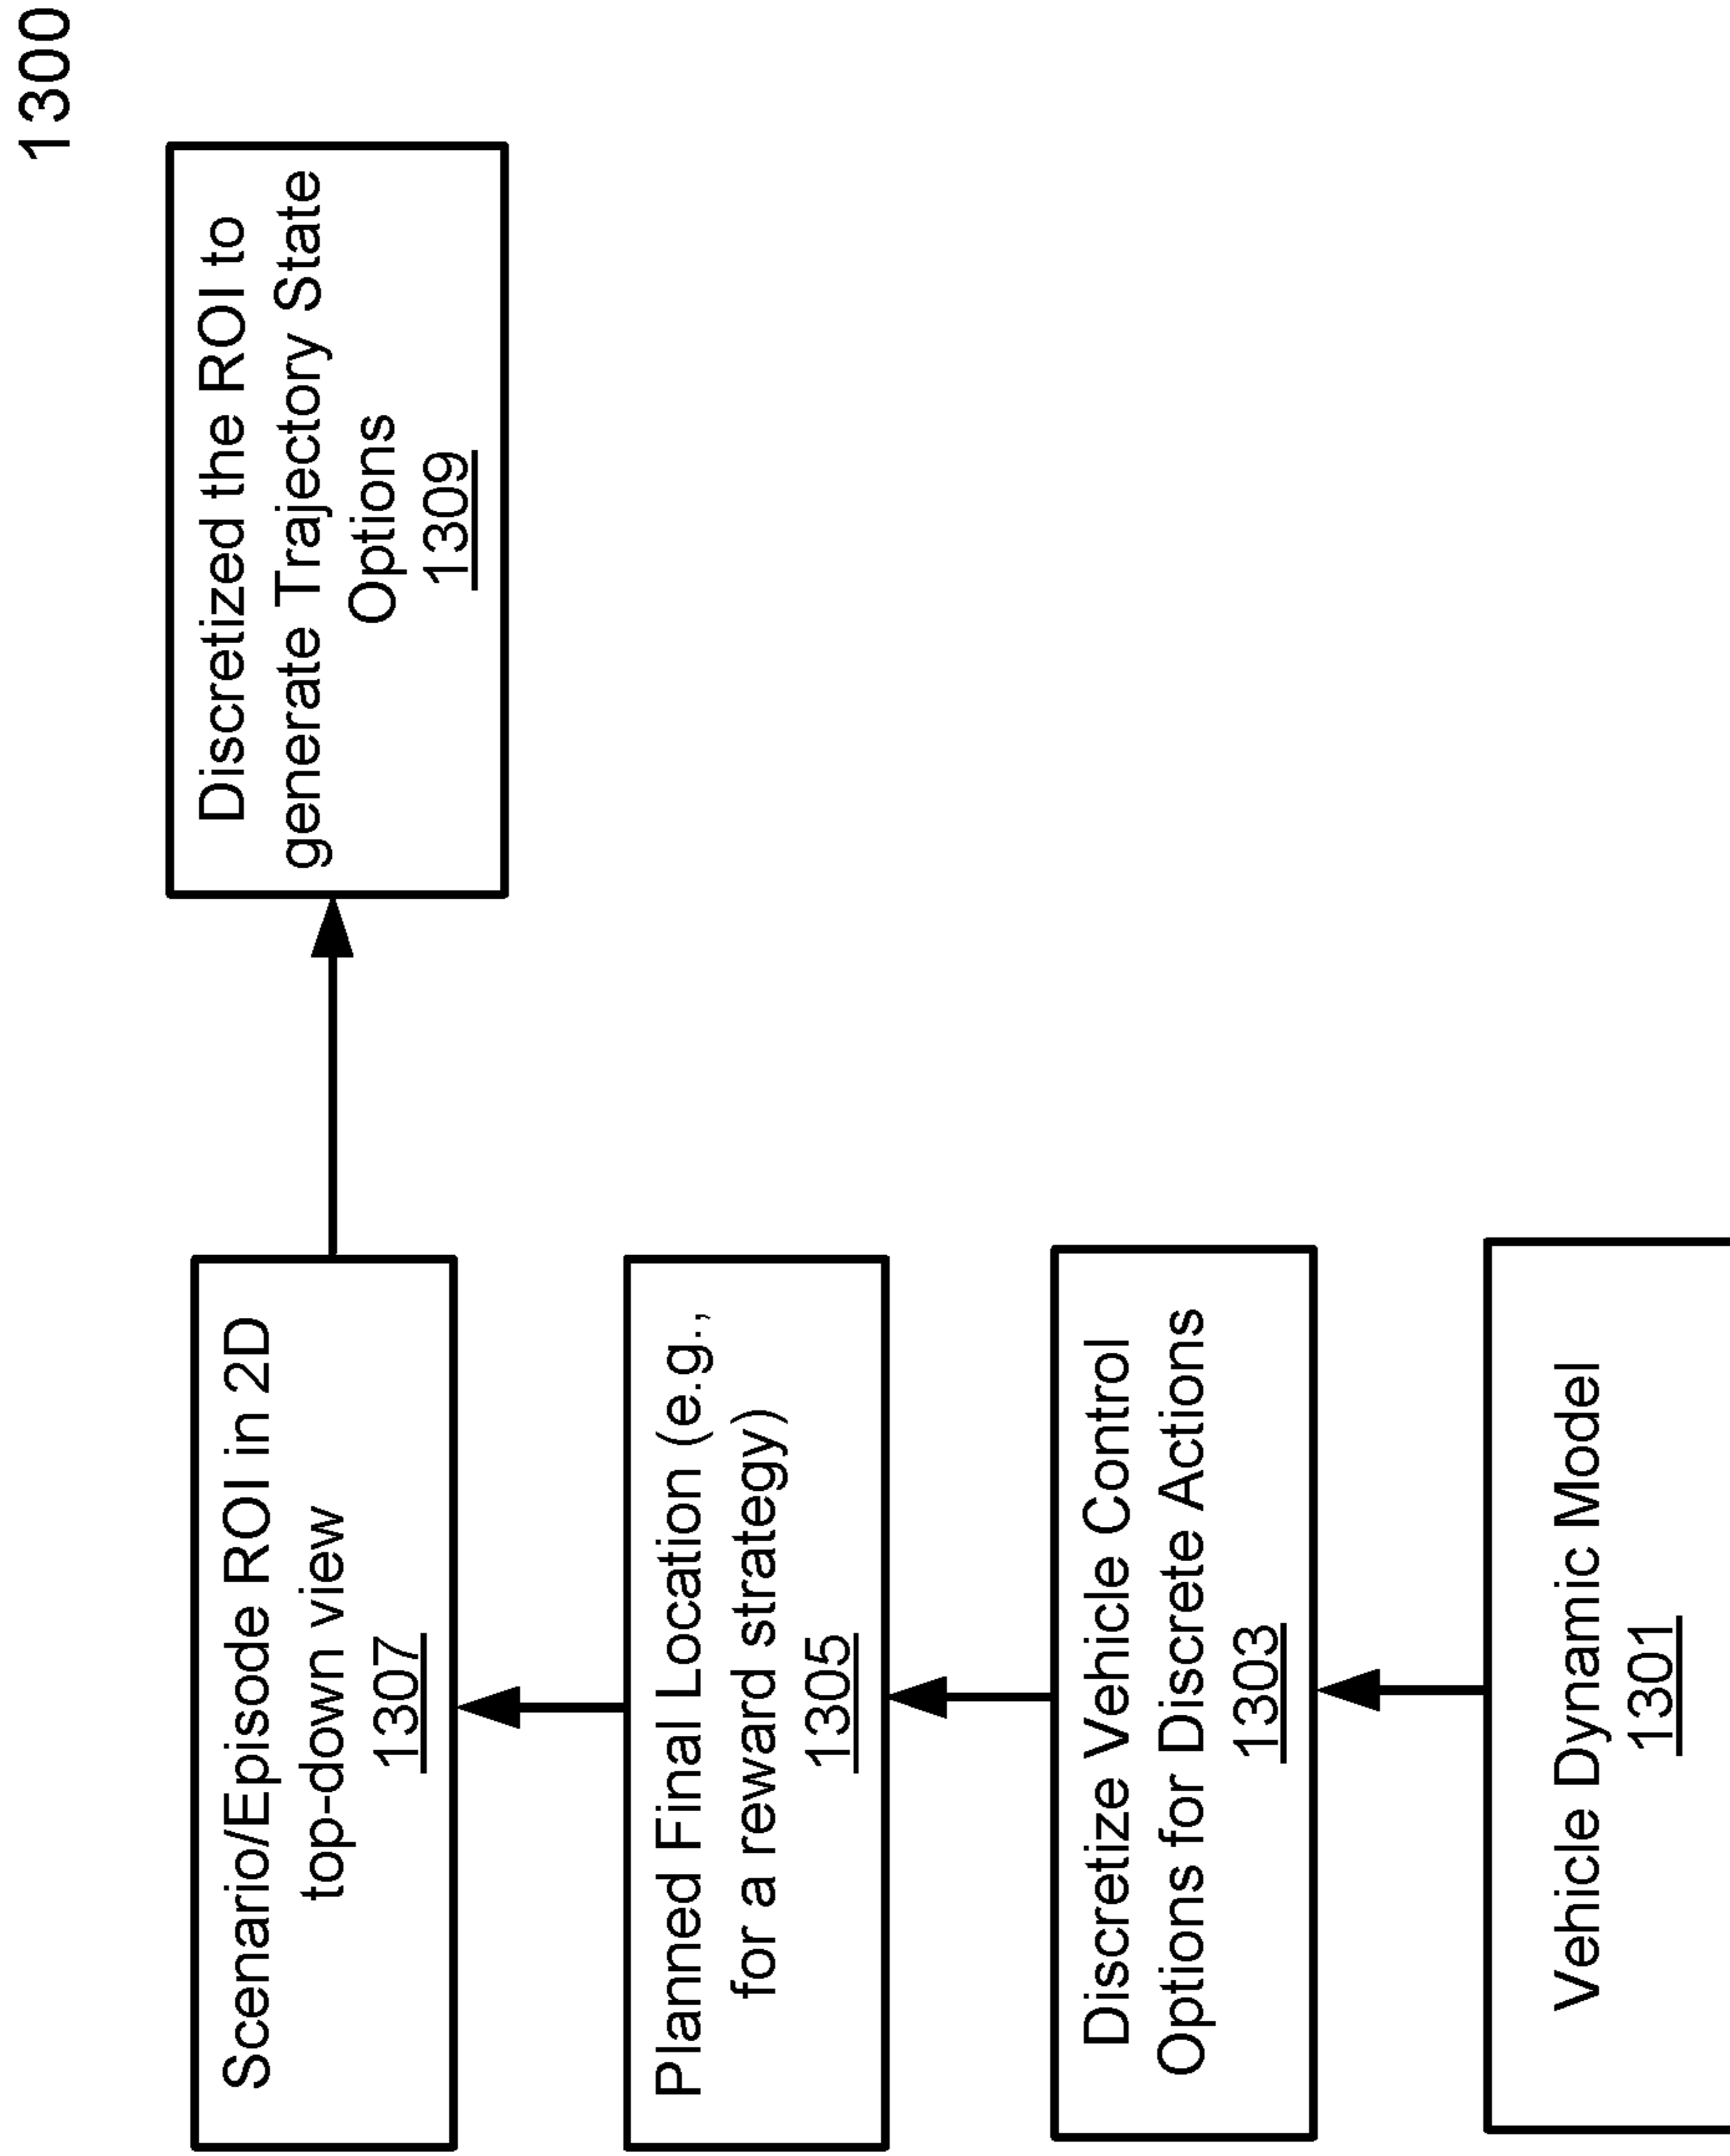 1300
Scenario/Episode ROI in 2D
top-down view
1307
Discretized the ROI to
generate Trajectory State
Options
1309
Planned Final Location (e.g.,
for a reward strategy)
1305
Discretize Vehicle Control
Options for Discrete Actions
1303
Vehicle Dynamic Model
1301